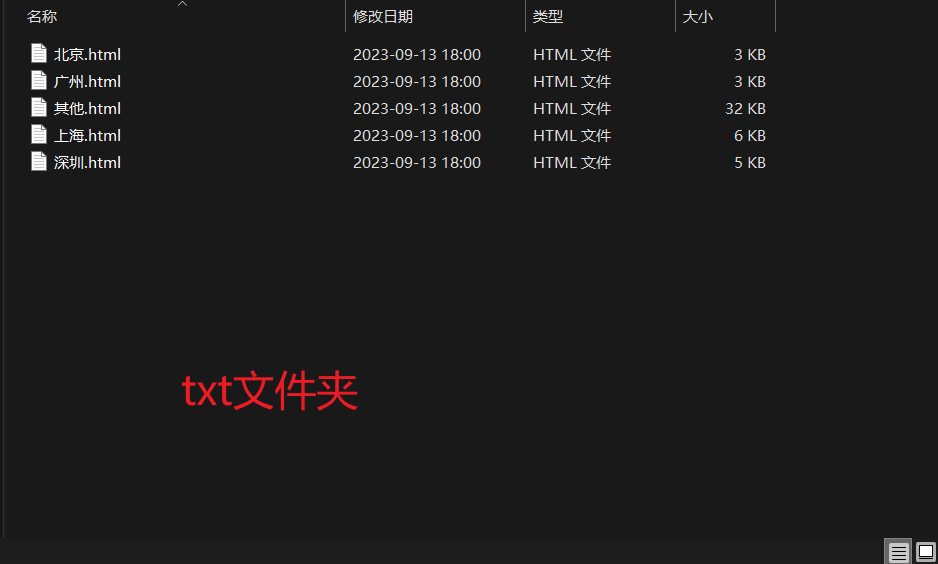 名称 修改日期 类型 大小
北京.html 2023-09-13 18:00 HTML 文件 3 KB
广州.html 2023-09-13 18:00 HTML 文件 3 KB
其他.html 2023-09-13 18:00 HTML 文件 32 KB
上海.html 2023-09-13 18:00 HTML 文件 6 KB
深圳.html 2023-09-13 18:00 HTML 文件 5 KB
txt文件夹